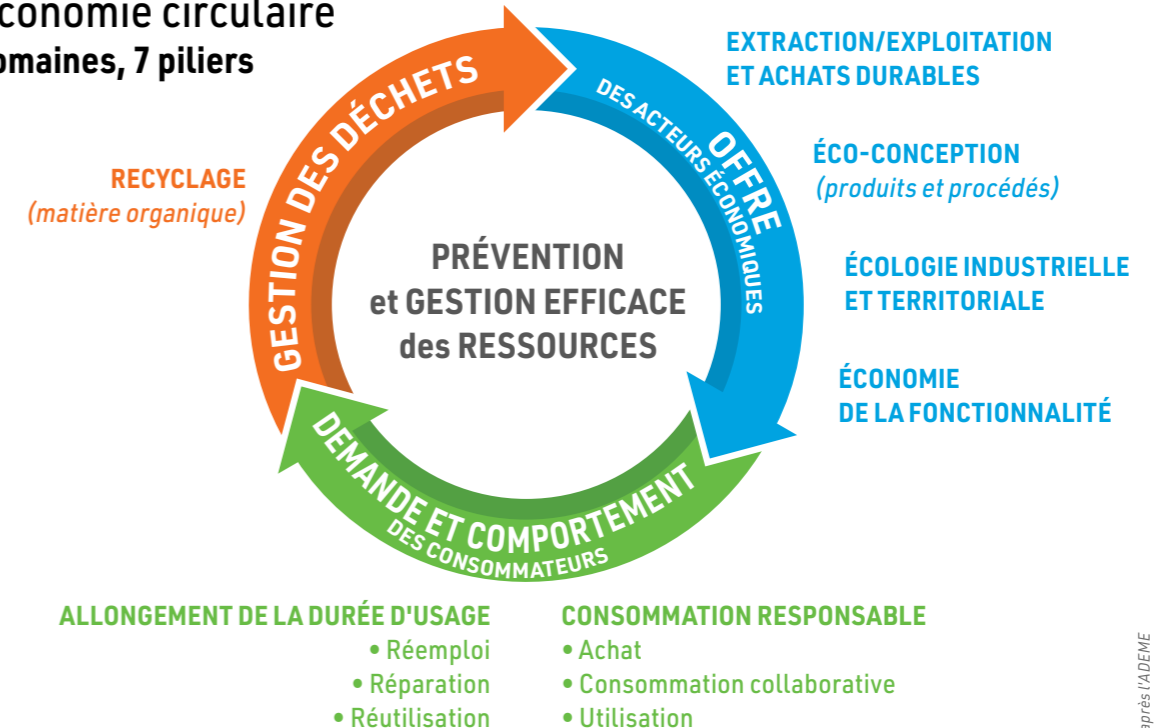 conomie circulaire
omaines, 7 piliers
EXTRACTION/EXPLOITATION
ET ACHATS DURABLES
ÉCO-CONCEPTION
(produits et procédés)
ÉCOLOGIE INDUSTRIELLE
ET TERRITORIALE
ÉCONOMIE
DE LA FONCTIONNALITÉ
OFFRE
DES ACTEURS ÉCONOMIQUES
GESTION DES DÉCHETS
RECYCLAGE
(matière organique)
PRÉVENTION
et GESTION EFFICACE
des RESSOURCES
DEMANDE ET COMPORTEMENT
DES CONSOMMATEURS
ALLONGEMENT DE LA DURÉE D'USAGE
• Réemploi
• Réparation
• Réutilisation
CONSOMMATION RESPONSABLE
• Achat
• Consommation collaborative
• Utilisation
après l'ADEME